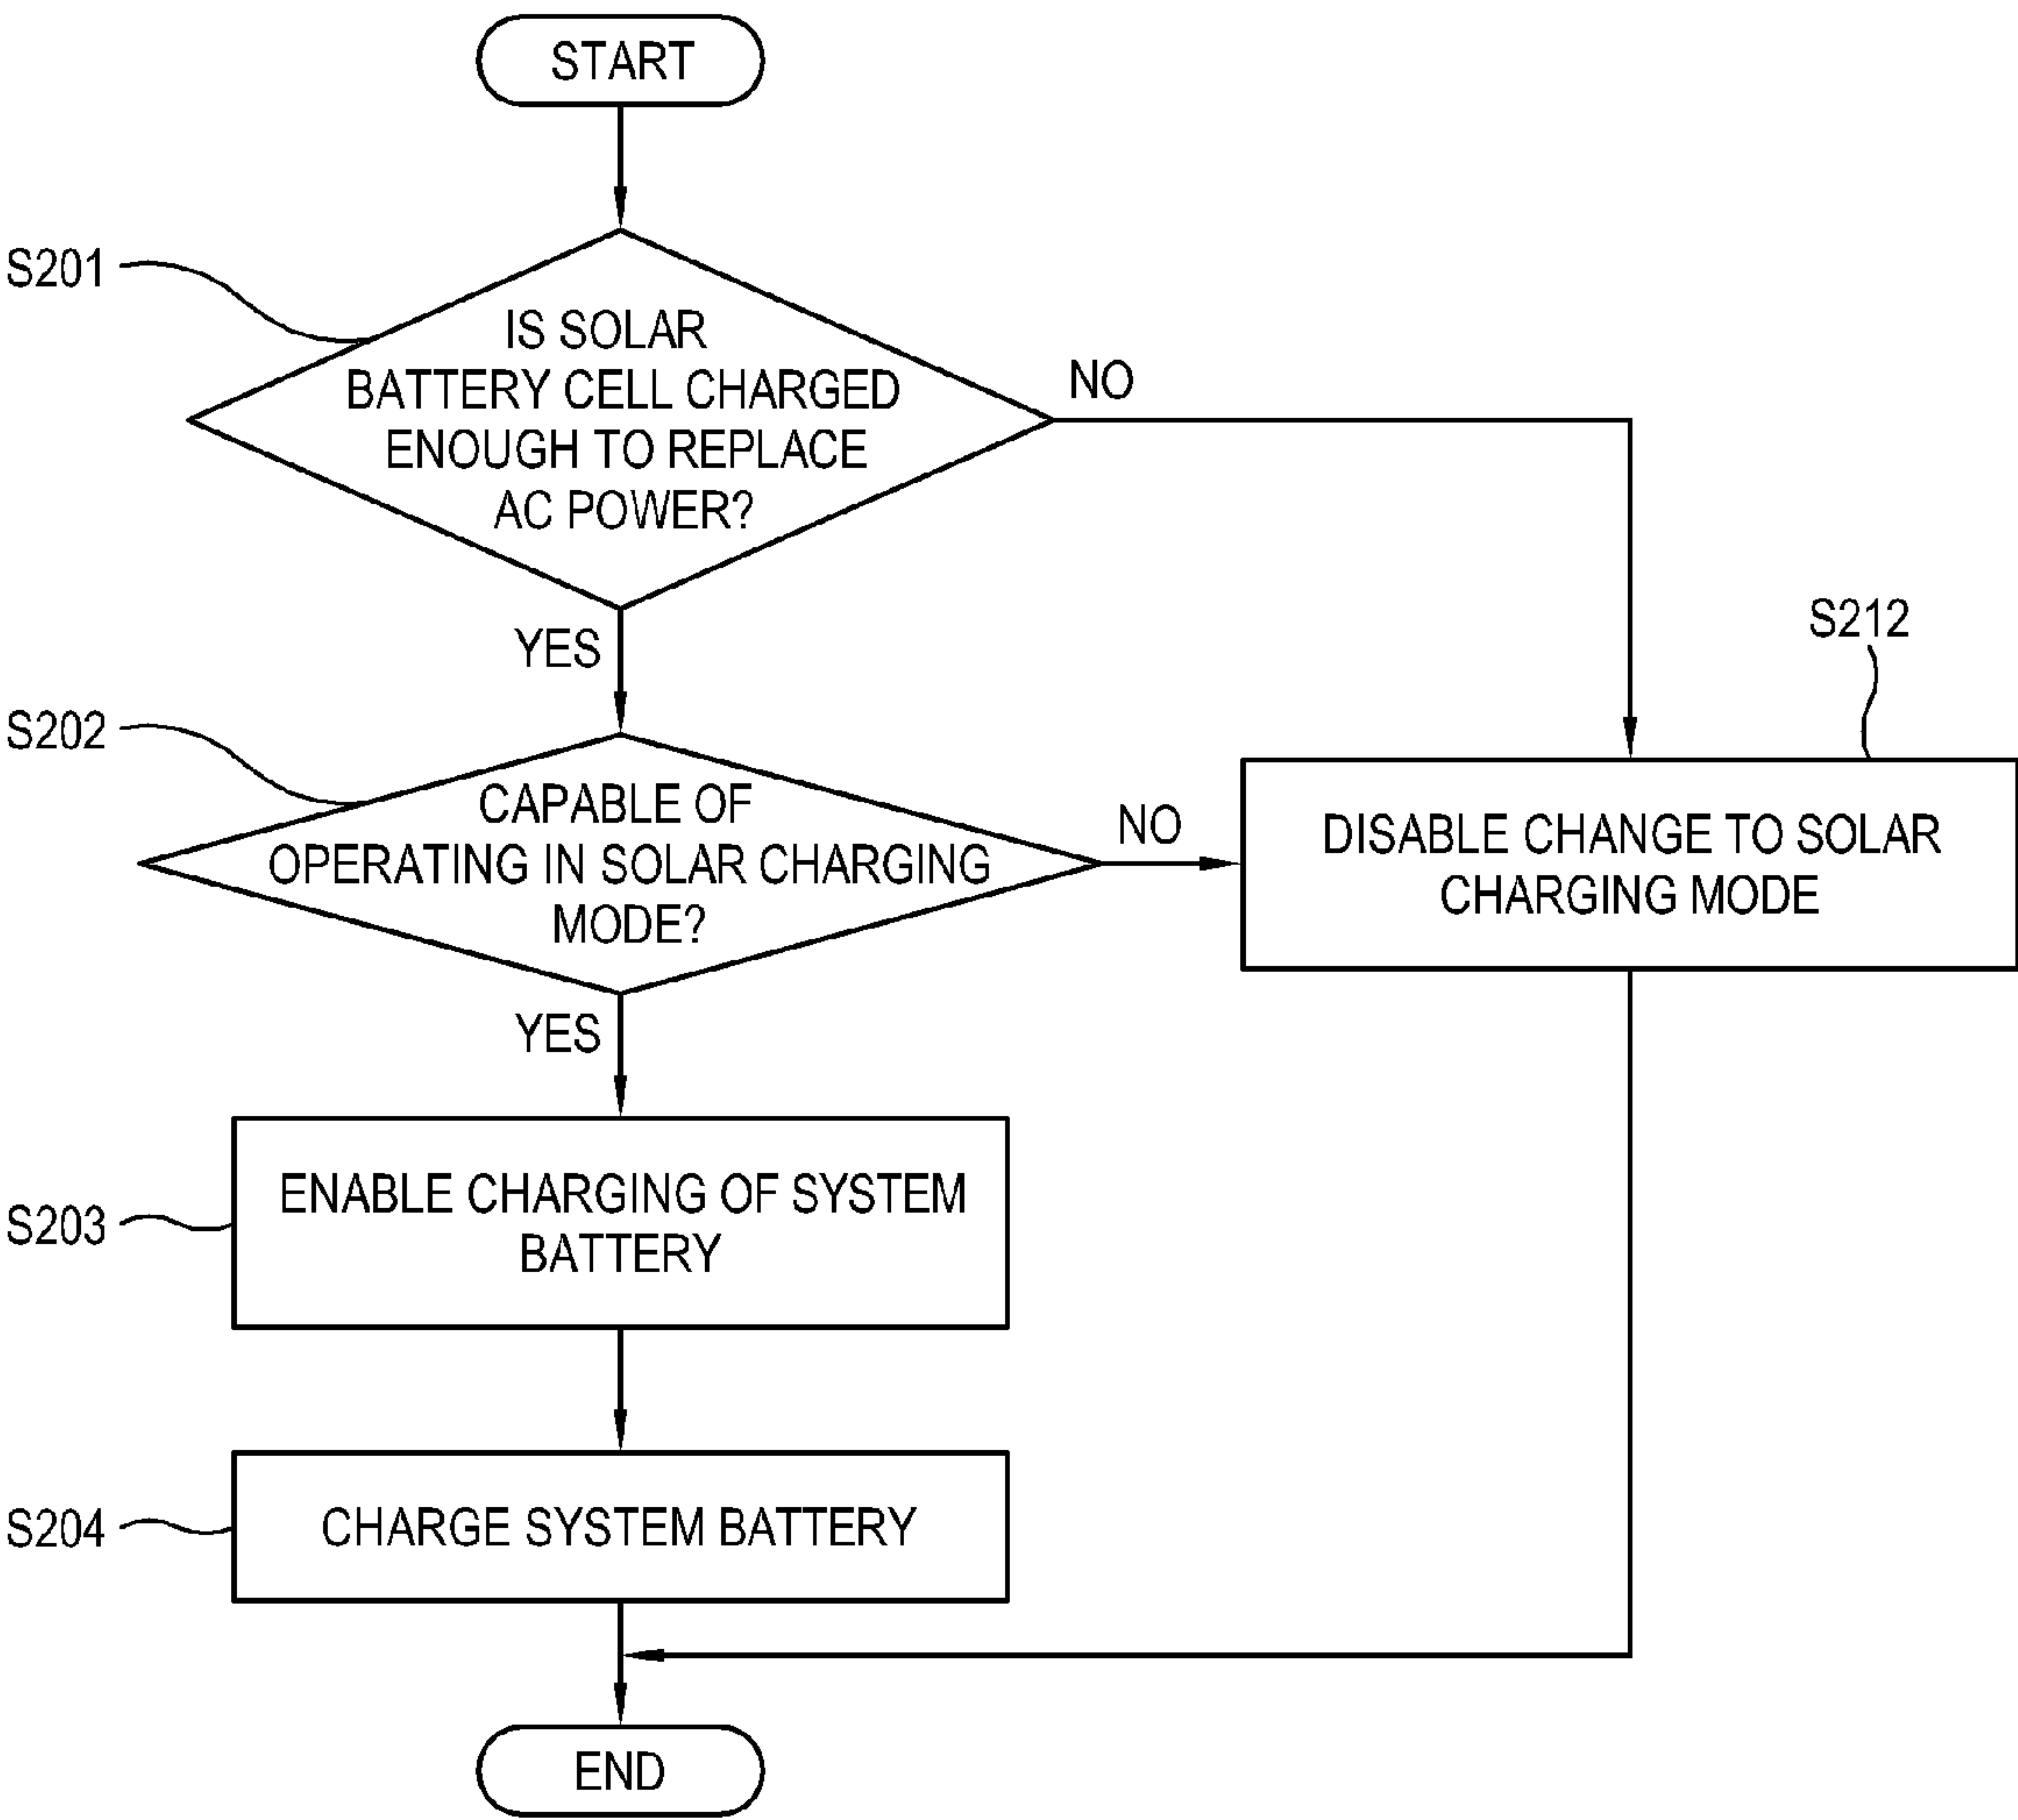 START
S201
IS SOLAR
BATTERY CELL CHARGED
ENOUGH TO REPLACE
AC POWER?
NO
YES
S212
S202
CAPABLE OF
OPERATING IN SOLAR CHARGING
MODE?
NO
DISABLE CHANGE TO SOLAR
CHARGING MODE
YES
S203
ENABLE CHARGING OF SYSTEM
BATTERY
S204
CHARGE SYSTEM BATTERY
END